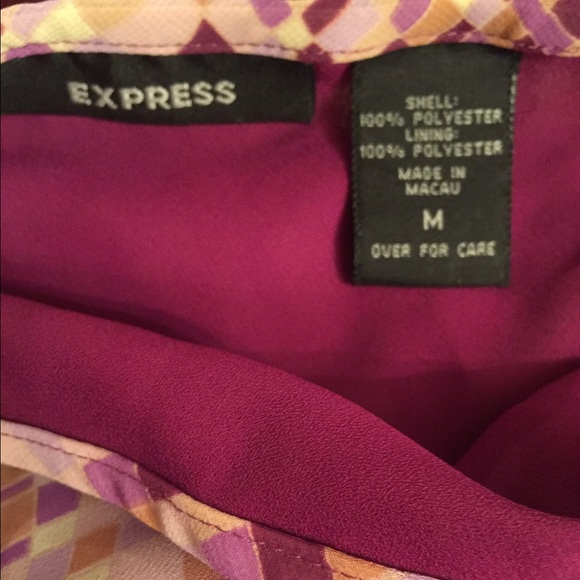 EXPRESS
SHELL:
100% POLYESTER
LINING:
100% POLYESTER
MADE IN
MACAU
M
OVER FOR CARE